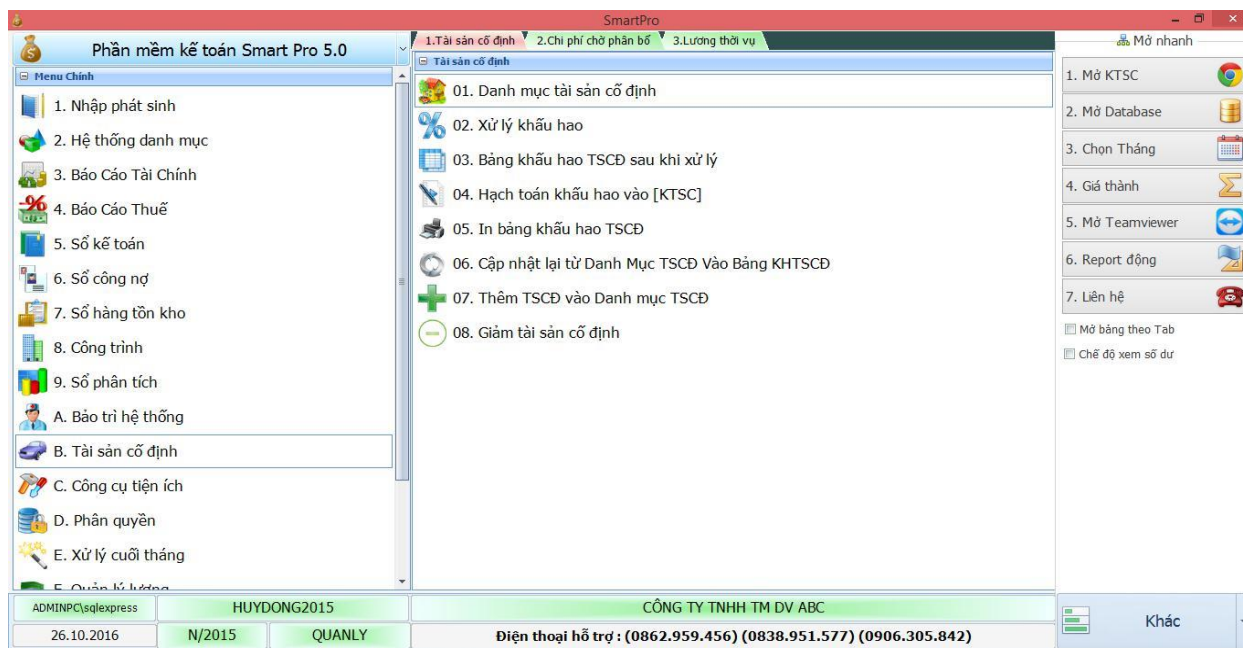 SmartPro
Phần mềm kế toán Smart Pro 5.0
Menu Chính
1. Nhập phát sinh
2. Hệ thống danh mục
3. Báo Cáo Tài Chính
4. Báo Cáo Thuế
5. Sổ kế toán
6. Sổ công nợ
7. Sổ hàng tồn kho
8. Công trình
9. Sổ phân tích
A. Bảo trì hệ thống
B. Tài sản cố định
C. Công cụ tiện ích
D. Phân quyền
E. Xử lý cuối tháng
F. Quản lý lương
1.Tài sản cố định 2.Chi phí chờ phân bổ 3.Lương thời vụ
Tài sản cố định
01. Danh mục tài sản cố định
02. Xử lý khấu hao
03. Bảng khấu hao TSCĐ sau khi xử lý
04. Hạch toán khấu hao vào [KTSC]
05. In bảng khấu hao TSCĐ
06. Cập nhật lại từ Danh Mục TSCĐ Vào Bảng KHTSCĐ
07. Thêm TSCĐ vào Danh mục TSCĐ
08. Giảm tài sản cố định
Mở nhanh
1. Mở KTSC
2. Mở Database
3. Chọn Tháng
4. Giá thành
5. Mở Teamviewer
6. Report động
7. Liên hệ
Mở bảng theo Tab
Chế độ xem số dư
ADMINPC\sqlexpress HUYDONG2015 CÔNG TY TNHH TM DV ABC
26.10.2016 N/2015 QUANLY Điện thoại hỗ trợ : (0862.959.456) (0838.951.577) (0906.305.842)
Khác